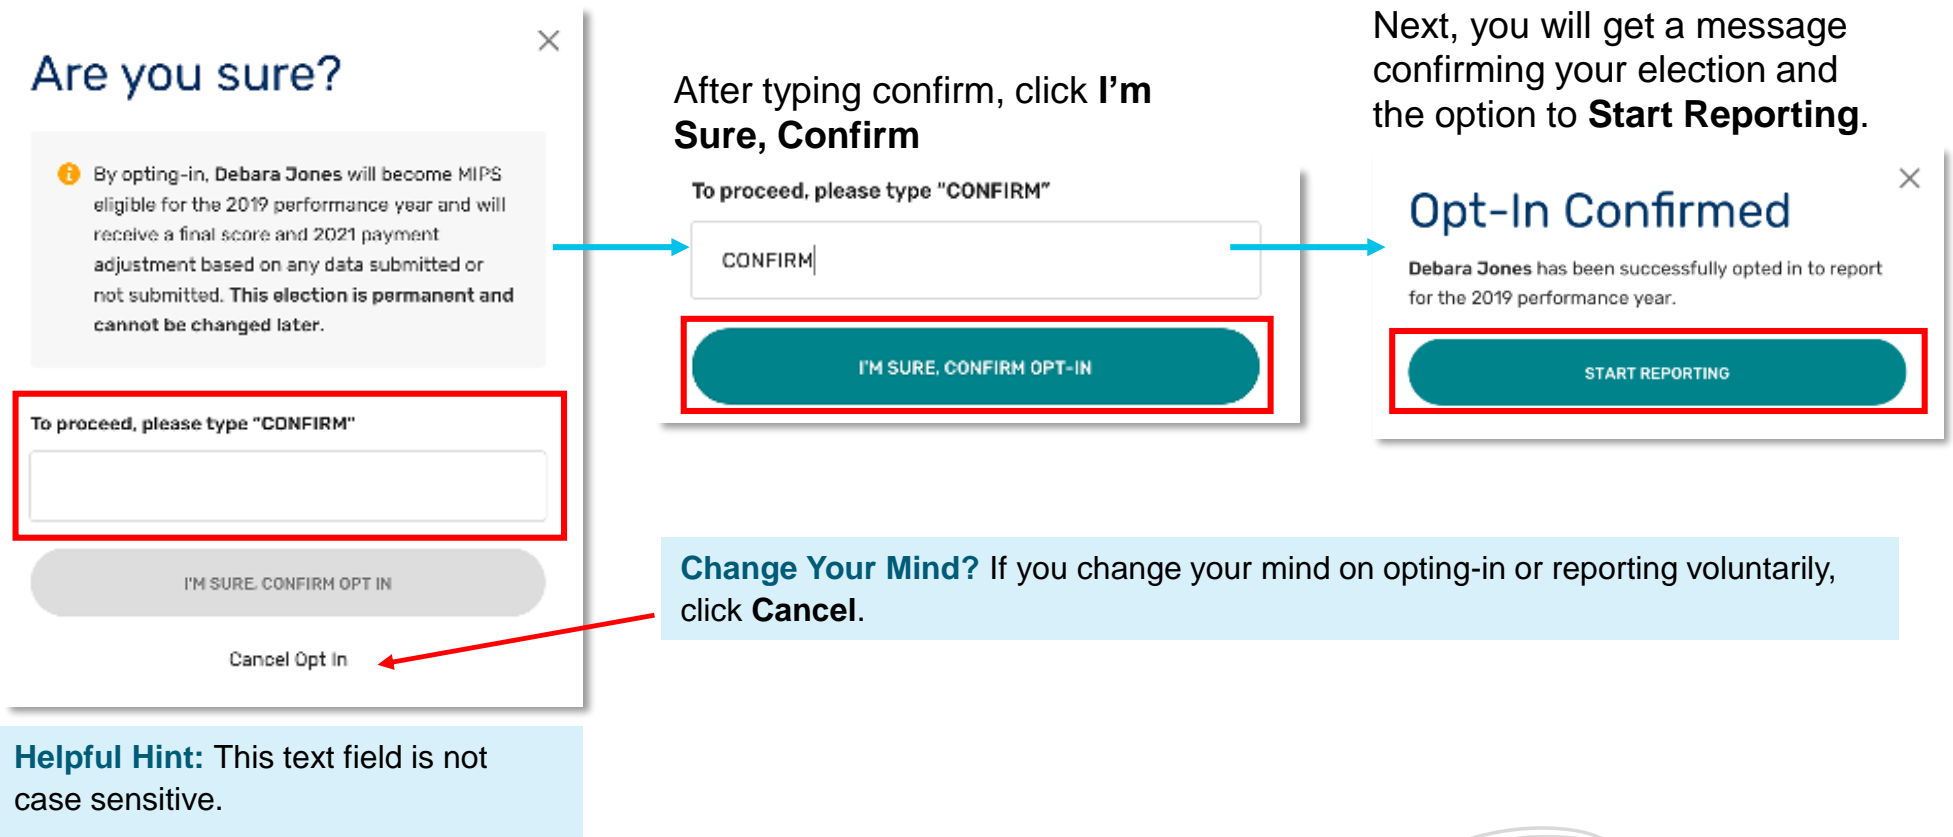 Are you sure?
By opting-in, Debara Jones will become MIPS
eligible for the 2019 performance year and will
receive a final score and 2021 payment
adjustment based on any data submitted or
not submitted. This election is permanent and
cannot be changed later.
To proceed, please type "CONFIRM"
I'M SURE, CONFIRM OPT IN
Cancel Opt In
Helpful Hint: This text field is not
case sensitive.
After typing confirm, click I’m
Sure, Confirm
To proceed, please type "CONFIRM"
CONFIRM
I'M SURE, CONFIRM OPT-IN
Next, you will get a message
confirming your election and
the option to Start Reporting.
Opt-In Confirmed
Debara Jones has been successfully opted in to report
for the 2019 performance year.
START REPORTING
Change Your Mind? If you change your mind on opting-in or reporting voluntarily,
click Cancel.